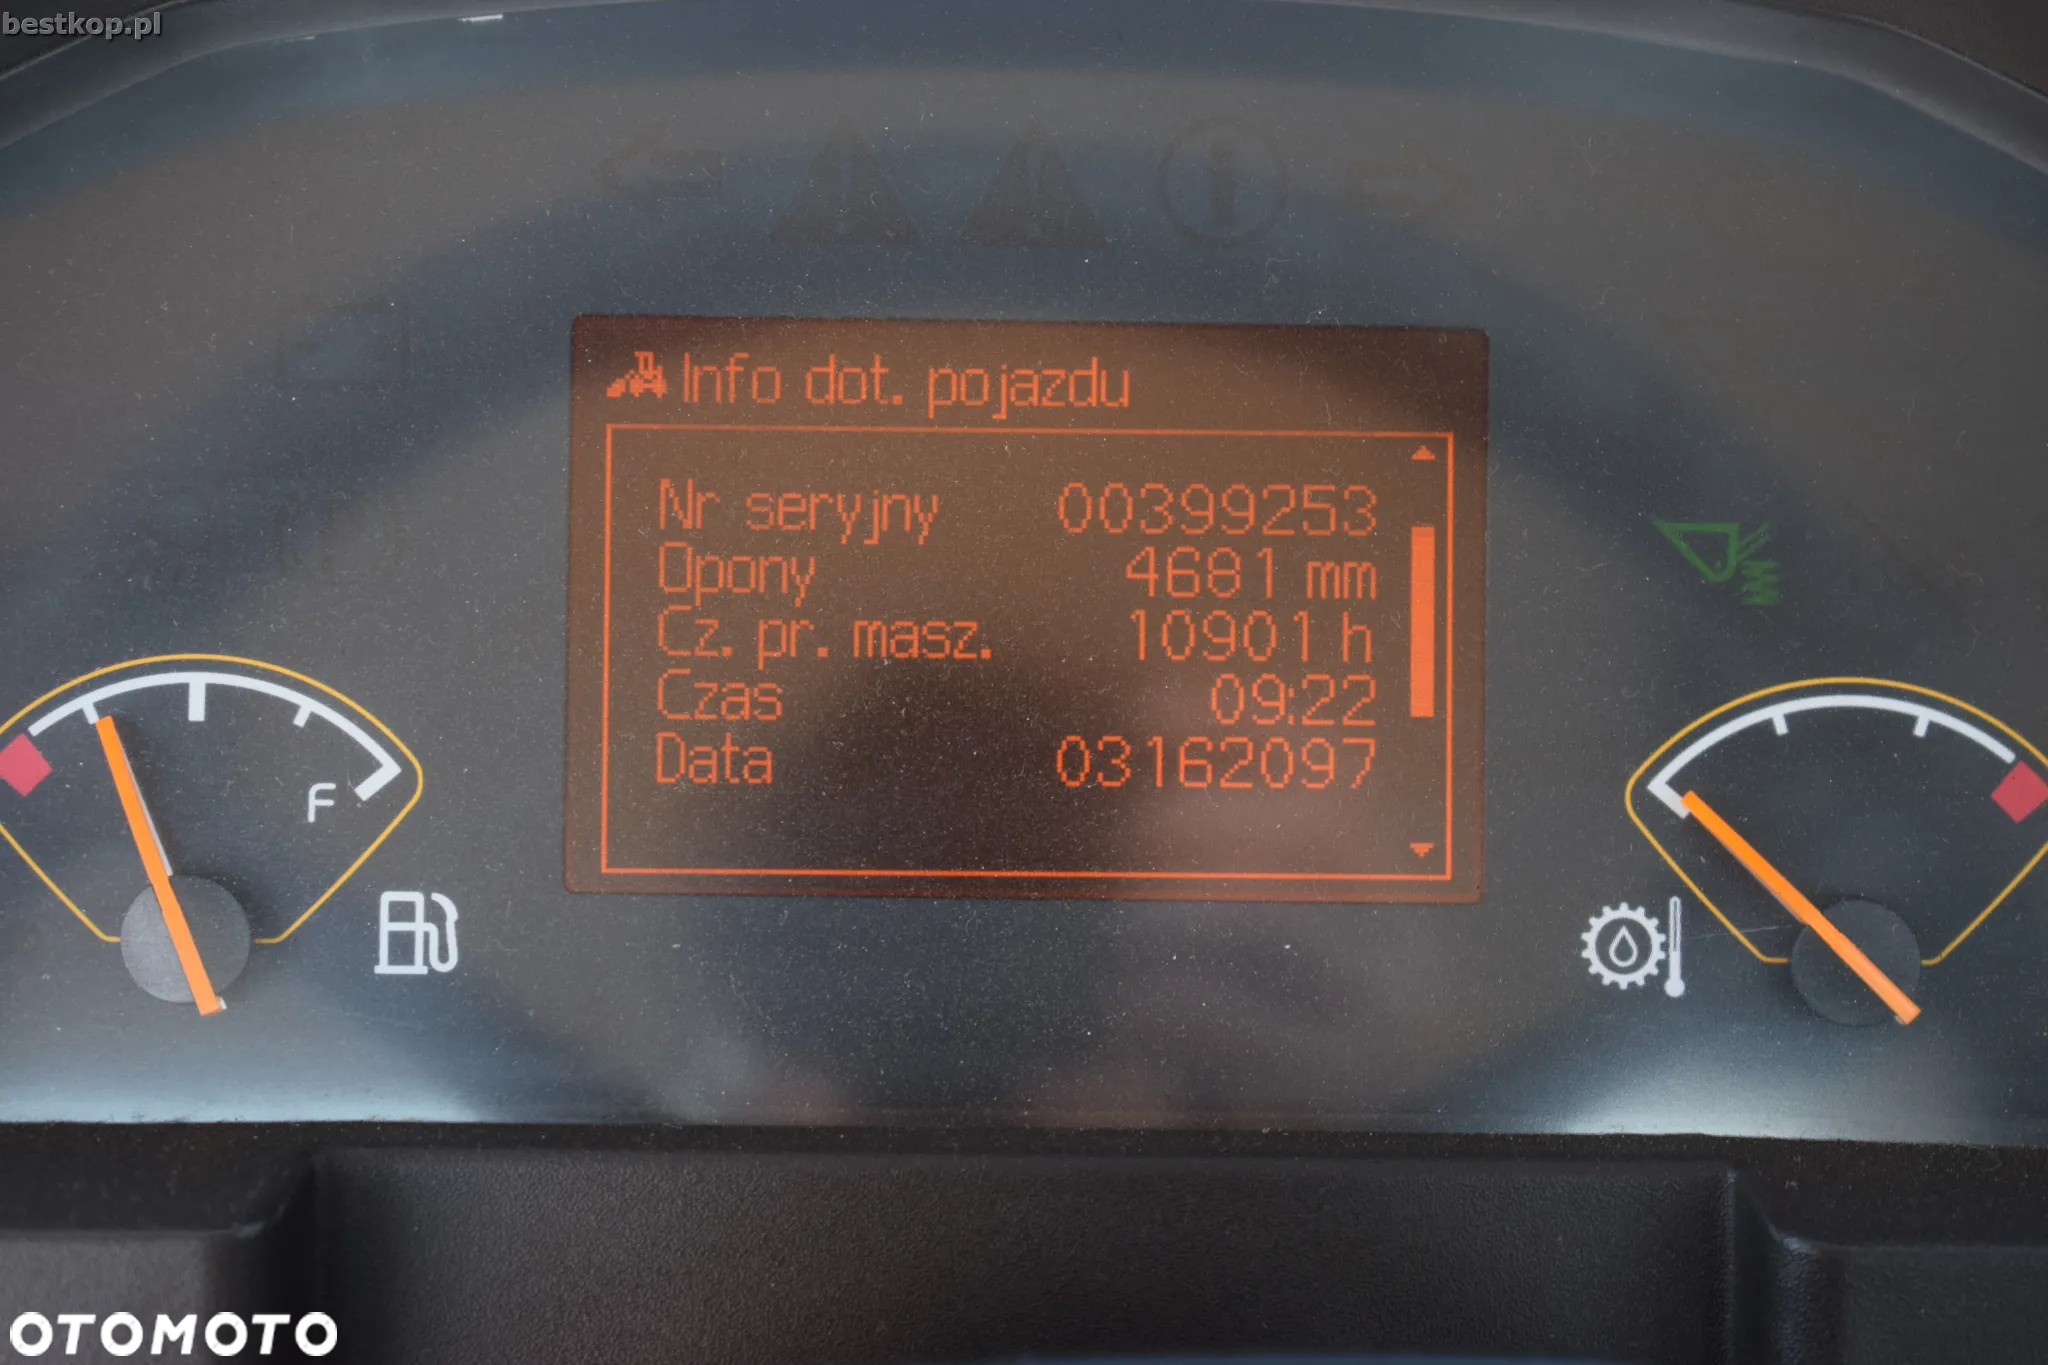 bestkop.pl
Info dot. pojazdu
Nr seryjny 00399253
Opony 4681 mm
Cz. pr. masz. 10901 h
Czas 09:22
Data 03162097
F
OTOMOTO